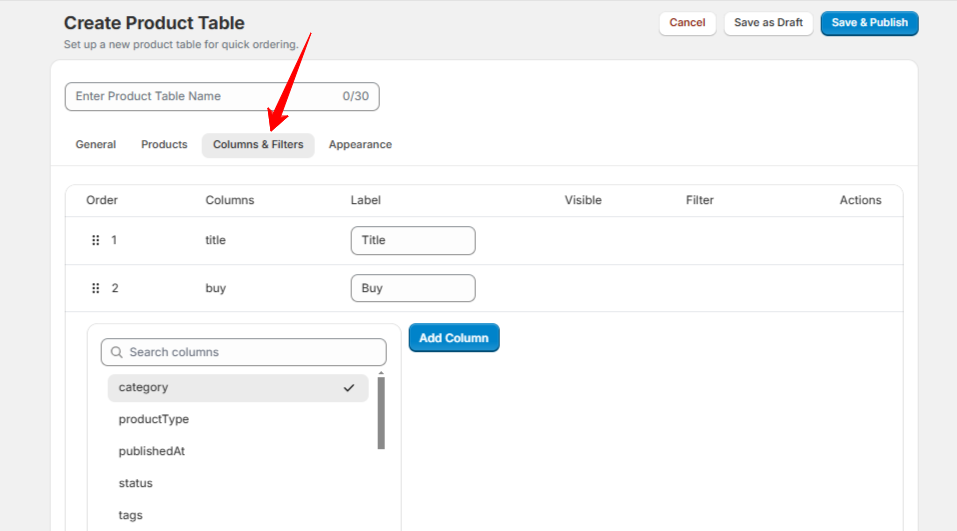 Create Product Table
Cancel
Save as Draft
Save & Publish
Set up a new product table for quick ordering.
Enter Product Table Name 0/30
General Products Columns & Filters Appearance
Order Columns Label Visible Filter Actions
1 title Title
2 buy Buy
Search columns
Add Column
category
productType
publishedAt
status
tags